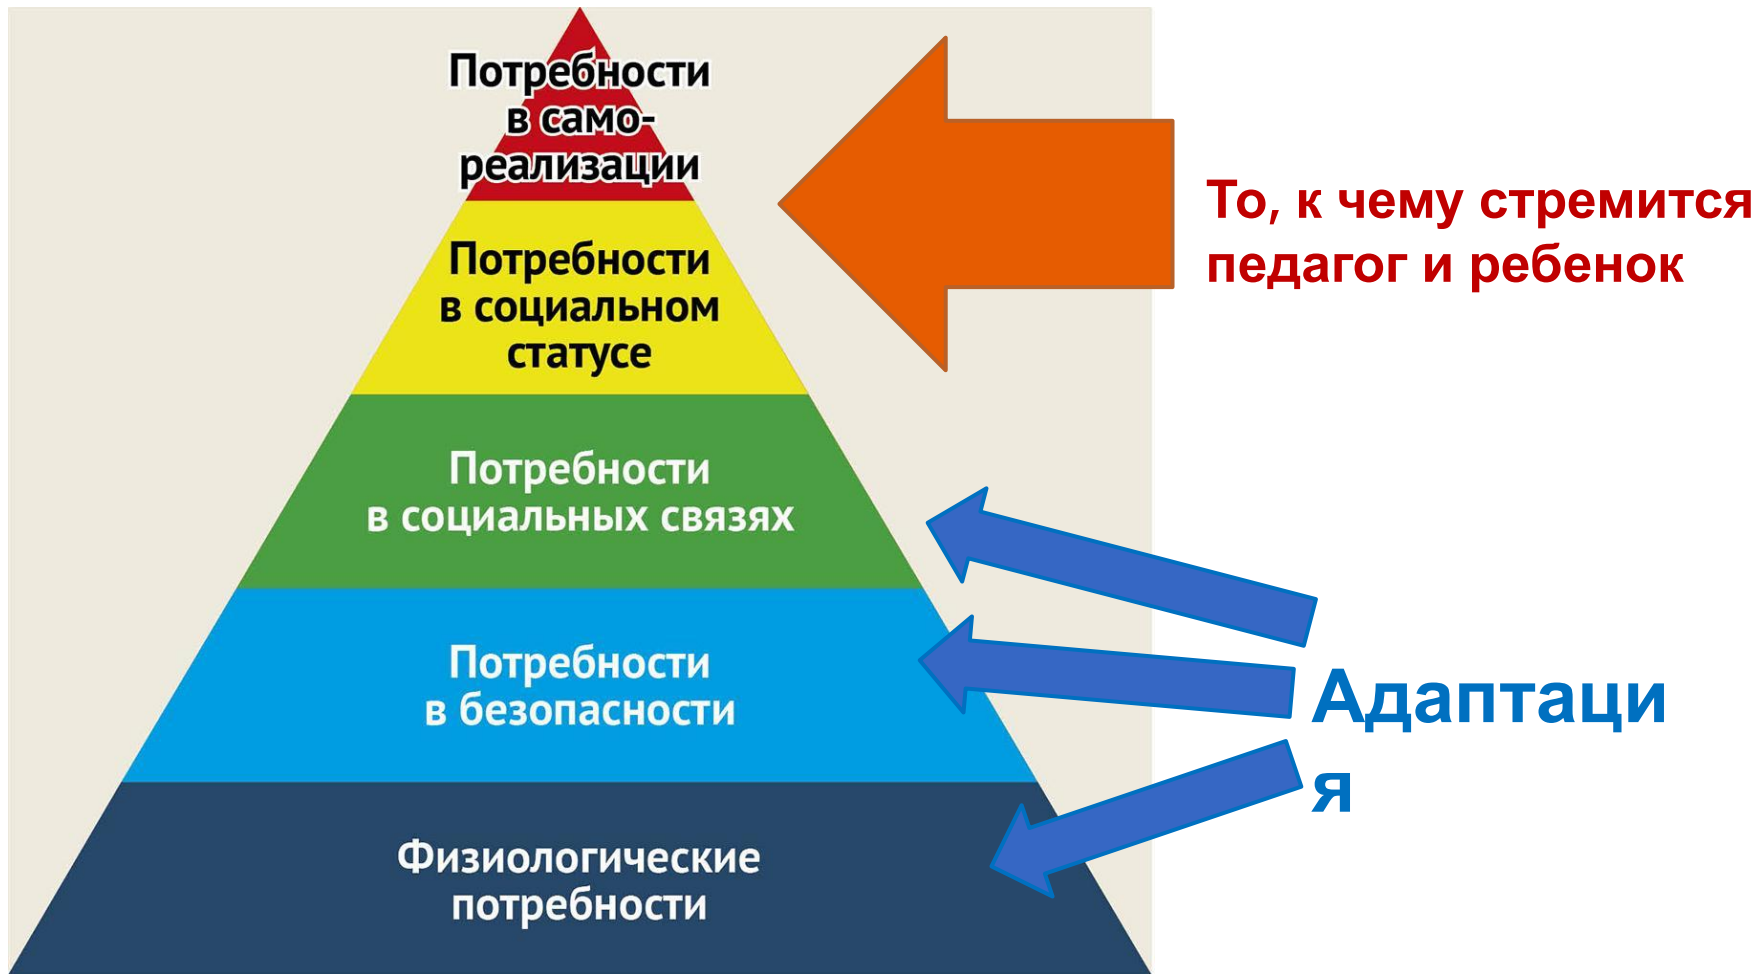 Потребности
в само-
реализации
То, к чему стремится
педагог и ребенок
Потребности
в социальном
статусе
Потребности
в социальных связях
Потребности
в безопасности
Адаптаци
я
Физиологические
потребности